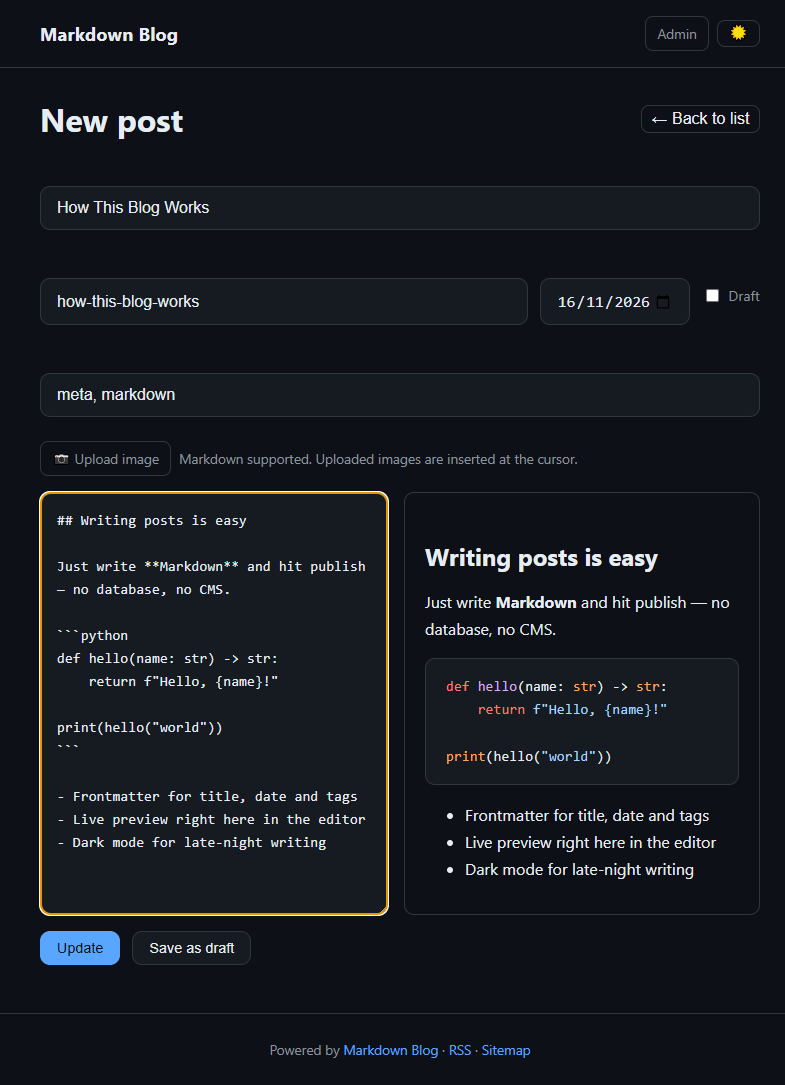 Markdown Blog
Admin
New post
← Back to list
How This Blog Works
how-this-blog-works
16/11/2026
Draft
meta, markdown
Upload image
Markdown supported. Uploaded images are inserted at the cursor.
## Writing posts is easy
Just write **Markdown** and hit publish
— no database, no CMS.
```python
def hello(name: str) -> str:
    return f"Hello, {name}!"
print(hello("world"))
```
- Frontmatter for title, date and tags
- Live preview right here in the editor
- Dark mode for late-night writing
Writing posts is easy
Just write Markdown and hit publish — no
database, no CMS.
def hello(name: str) -> str:
    return f"Hello, {name}!"
print(hello("world"))
• Frontmatter for title, date and tags
• Live preview right here in the editor
• Dark mode for late-night writing
Update
Save as draft
Powered by Markdown Blog · RSS · Sitemap